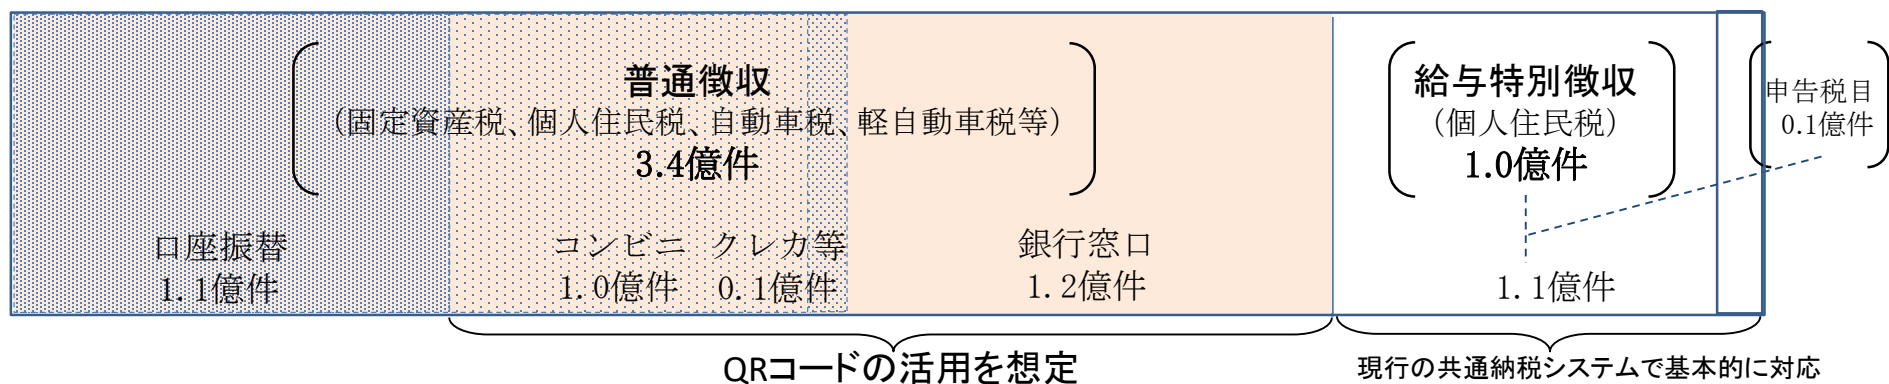 普通徴収
（固定資産税、個人住民税、自動車税、軽自動車税等）
3.4億件
給与特別徴収
（個人住民税）
1.0億件
申告税目
0.1億件
口座振替
1.1億件
コンビニ
1.0億件
クレカ等
0.1億件
銀行窓口
1.2億件
1.1億件
QRコードの活用を想定
現行の共通納税システムで基本的に対応